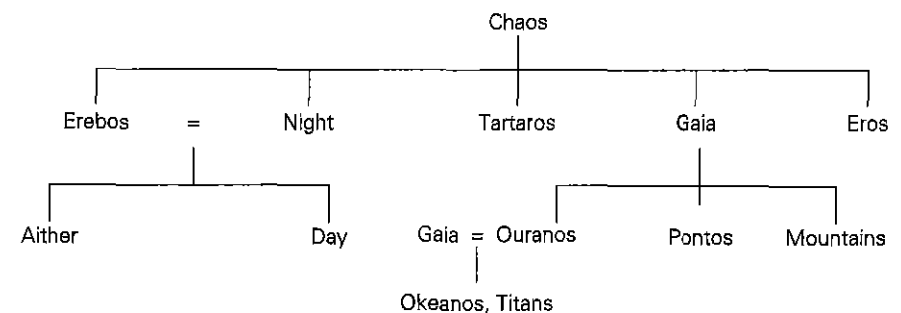 Chaos
Erebos = Night Tartaros Gaia Eros
Aither Day Gaia = Ouranos Pontos Mountains
Okeanos, Titans